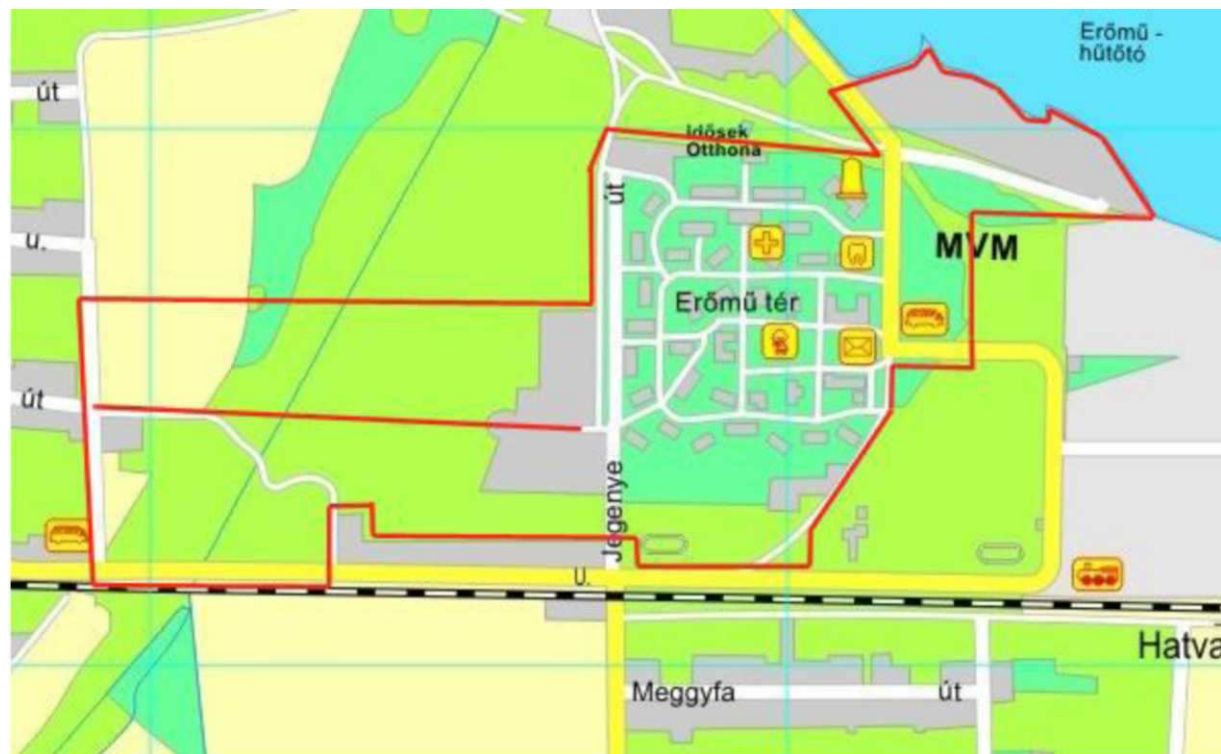 Erőmű -
hűtőtó
út
Idősek
Otthona
út
u.
MVM
Erőmű tér
út
Jegenye
U.
Hatva
Meggyfa út